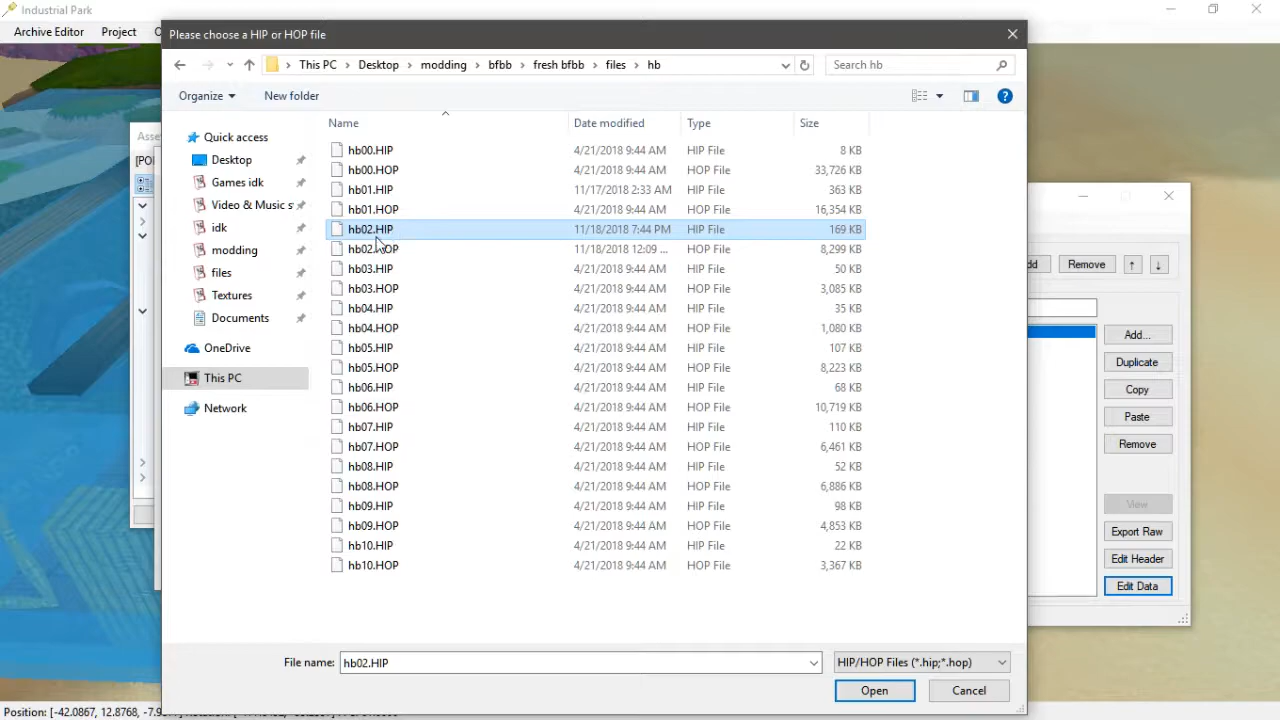 Industrial Park
Archive Editor Project
Please choose a HIP or HOP file
This PC > Desktop > modding > bfbb > fresh bfbb > files > hb
Search hb
Organize New folder
Name Date modified Type Size
Quick access
Desktop
Games idk
Video & Music s
idk
modding
files
Textures
Documents
OneDrive
This PC
Network
hb00.HIP 4/21/2018 9:44 AM HIP File 8 KB
hb00.HOP 4/21/2018 9:44 AM HOP File 33,726 KB
hb01.HIP 11/17/2018 2:33 AM HIP File 363 KB
hb01.HOP 4/21/2018 9:44 AM HOP File 16,354 KB
hb02.HIP 11/18/2018 7:44 PM HIP File 169 KB
hb02.HOP 11/18/2018 12:09 ... HOP File 8,299 KB
hb03.HIP 4/21/2018 9:44 AM HIP File 50 KB
hb03.HOP 4/21/2018 9:44 AM HOP File 3,085 KB
hb04.HIP 4/21/2018 9:44 AM HIP File 35 KB
hb04.HOP 4/21/2018 9:44 AM HOP File 1,080 KB
hb05.HIP 4/21/2018 9:44 AM HIP File 107 KB
hb05.HOP 4/21/2018 9:44 AM HOP File 8,223 KB
hb06.HIP 4/21/2018 9:44 AM HIP File 68 KB
hb06.HOP 4/21/2018 9:44 AM HOP File 10,719 KB
hb07.HIP 4/21/2018 9:44 AM HIP File 110 KB
hb07.HOP 4/21/2018 9:44 AM HOP File 6,461 KB
hb08.HIP 4/21/2018 9:44 AM HIP File 52 KB
hb08.HOP 4/21/2018 9:44 AM HOP File 6,886 KB
hb09.HIP 4/21/2018 9:44 AM HIP File 98 KB
hb09.HOP 4/21/2018 9:44 AM HOP File 4,853 KB
hb10.HIP 4/21/2018 9:44 AM HIP File 22 KB
hb10.HOP 4/21/2018 9:44 AM HOP File 3,367 KB
File name: hb02.HIP HIP/HOP Files (*.hip;*.hop)
Open Cancel
Remove ↑ ↓
Add...
Duplicate
Copy
Paste
Remove
View
Export Raw
Edit Header
Edit Data
Position: [-42.0867, 12.8768,